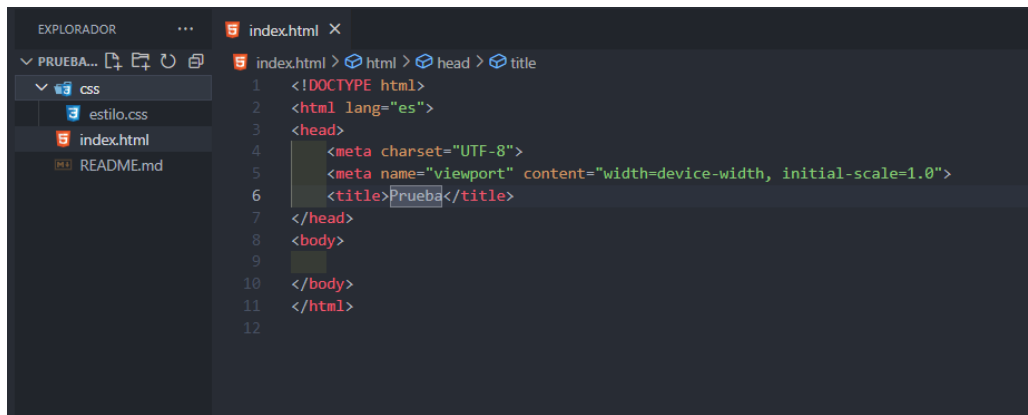 EXPLORADOR ···
index.html ×
PRUEBA...
index.html > html > head > title
css
estilo.css
index.html
README.md
1 <!DOCTYPE html>
2 <html lang="es">
3 <head>
4 <meta charset="UTF-8">
5 <meta name="viewport" content="width=device-width, initial-scale=1.0">
6 <title>Prueba</title>
7 </head>
8 <body>
9
10 </body>
11 </html>
12